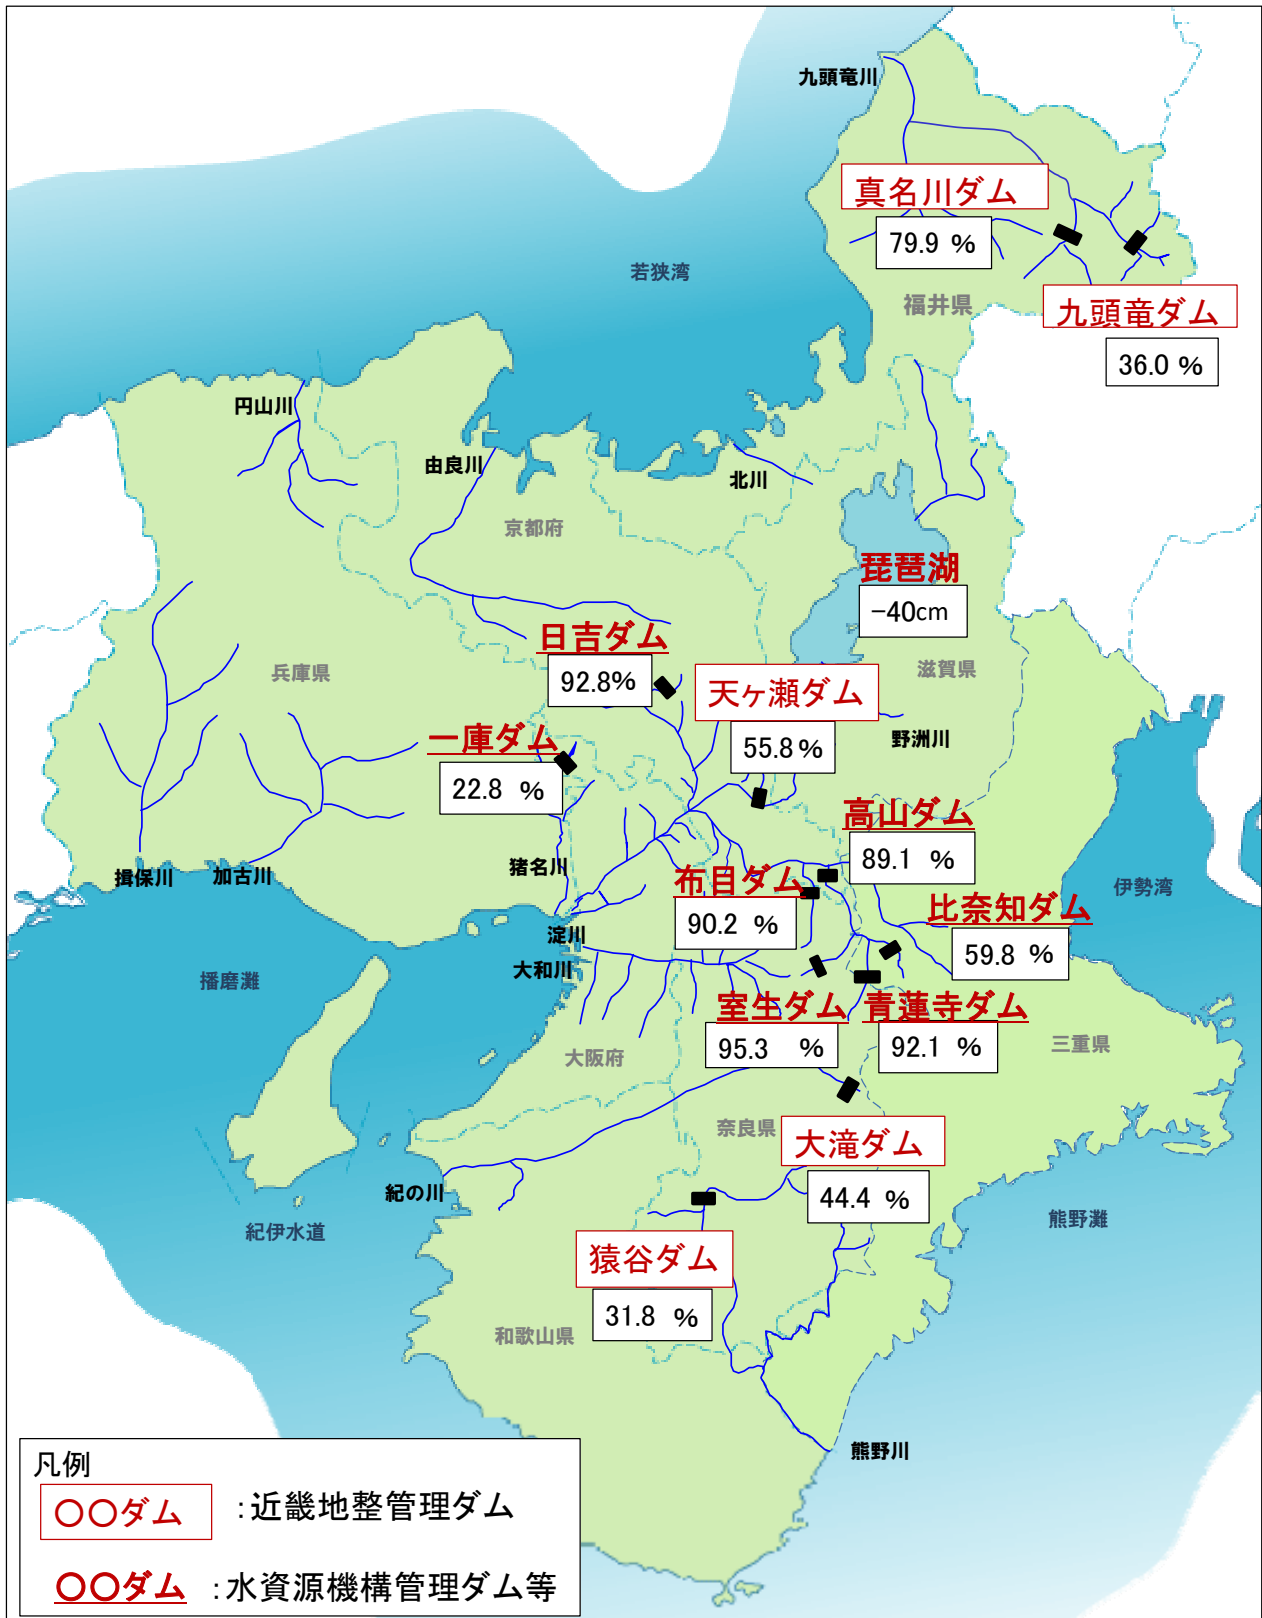 九頭竜川
真名川ダム
79.9 %
若狭湾
福井県
九頭竜ダム
36.0 %
円山川
由良川
北川
京都府
琵琶湖
-40cm
日吉ダム
92.8%
兵庫県
滋賀県
天ヶ瀬ダム
55.8%
野洲川
一庫ダム
22.8 %
高山ダム
89.1 %
猪名川
揖保川
加古川
布目ダム
90.2 %
伊勢湾
比奈知ダム
59.8 %
淀川
大和川
播磨灘
室生ダム
95.3 %
青蓮寺ダム
92.1 %
三重県
大阪府
奈良県
大滝ダム
44.4 %
紀の川
紀伊水道
熊野灘
猿谷ダム
31.8 %
和歌山県
熊野川
凡例
〇〇ダム :近畿地整管理ダム
〇〇ダム :水資源機構管理ダム等